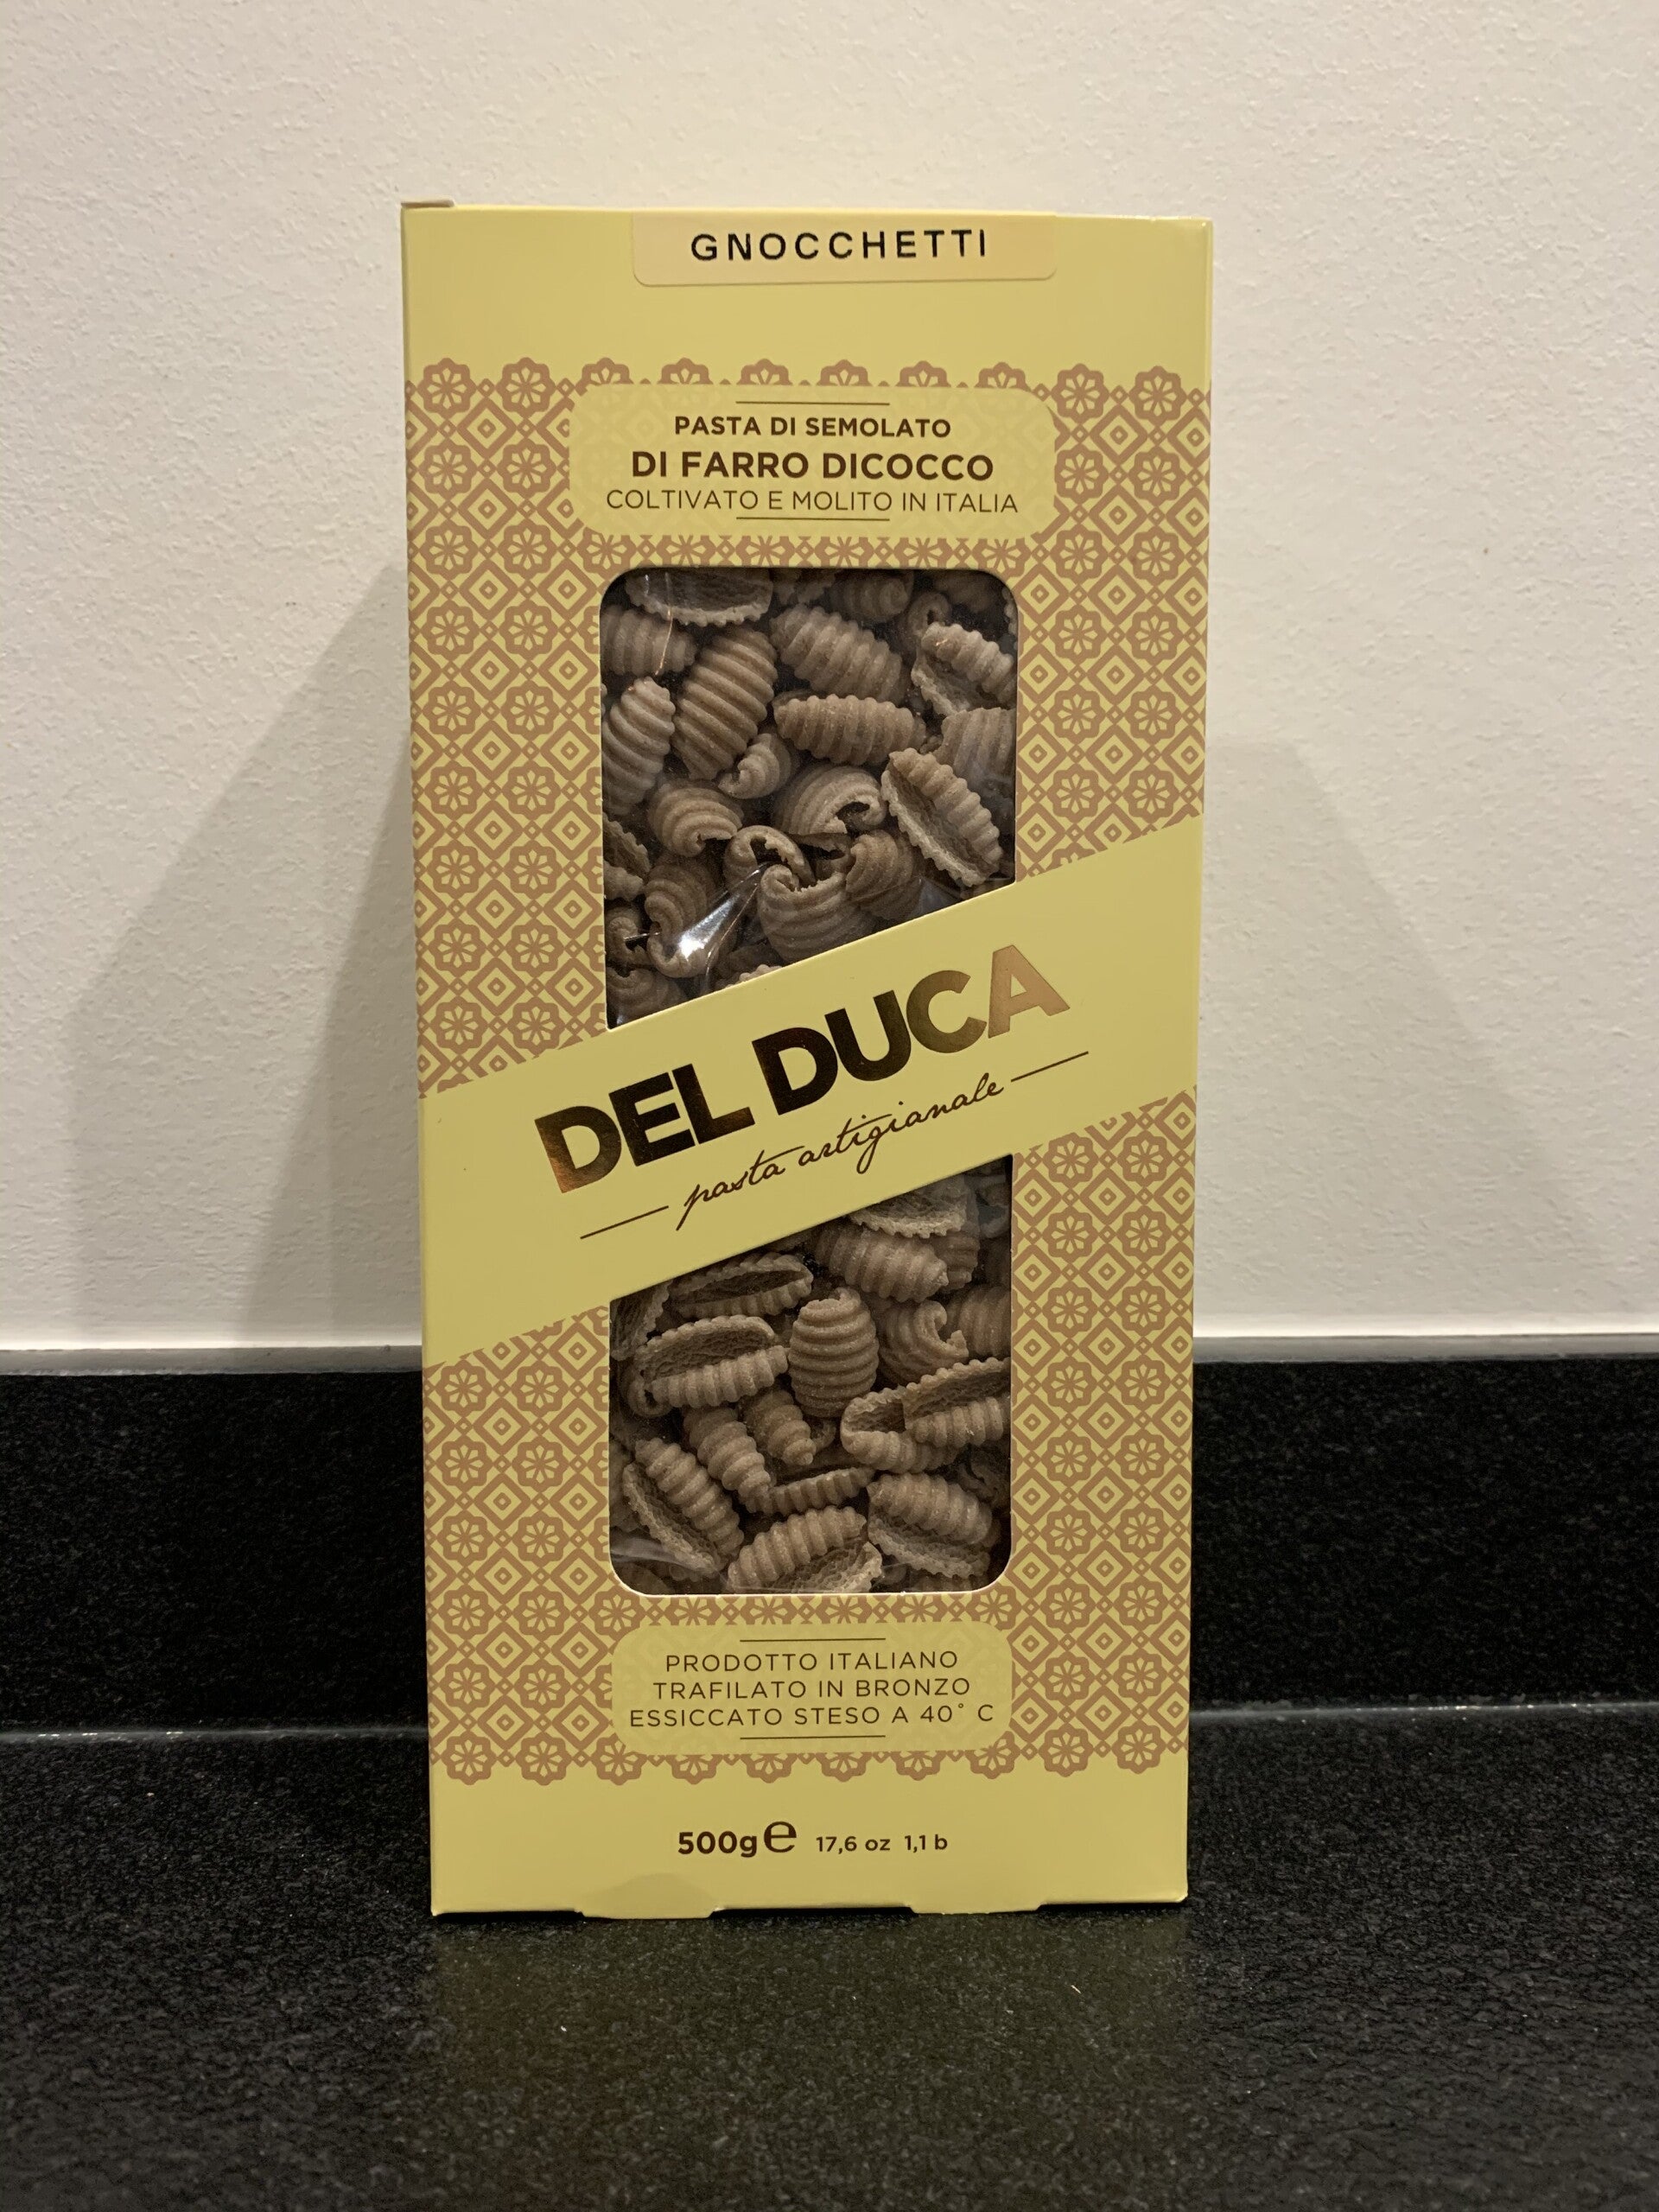 GNOCCHETTI
PASTA DI SEMOLATO
DI FARRO DICOCCO
COLTIVATO E MOLITO IN ITALIA
DEL DUCA
pasta artigianale
PRODOTTO ITALIANO
TRAFILATO IN BRONZO
ESSICCATO STESO A 40° C
500g e 17,6 oz 1,1 b